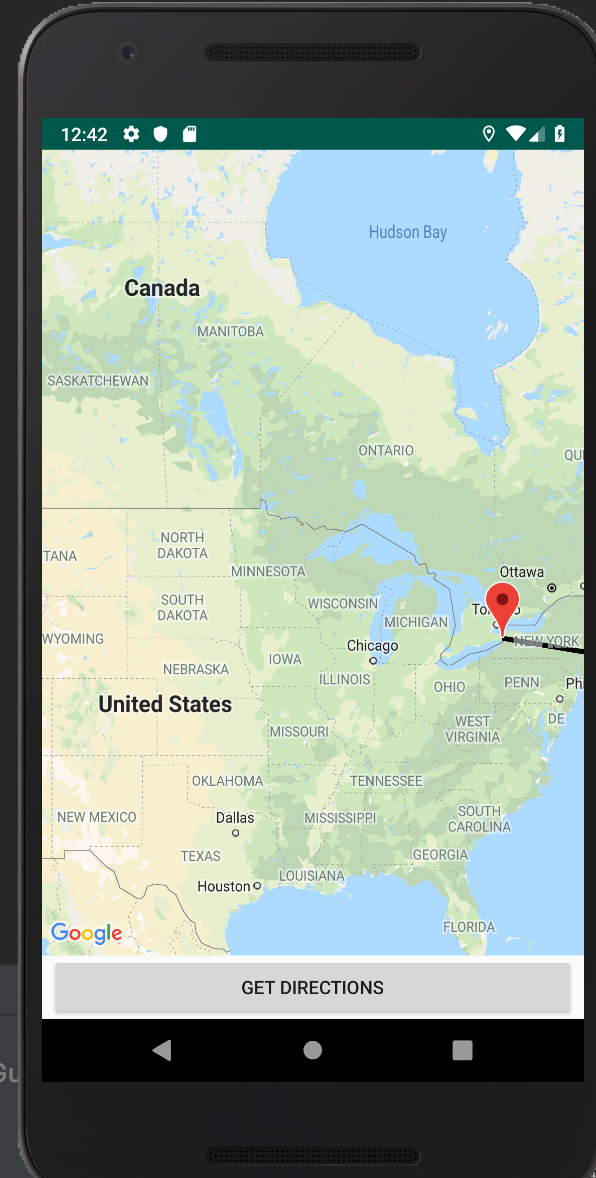 12:42
Hudson Bay
Canada
MANITOBA
SASKATCHEWAN
ONTARIO
QU
NORTH
DAKOTA
TANA
MINNESOTA
Ottawa
SOUTH
DAKOTA
WISCONSIN
To o
MICHIGAN
WYOMING
Chicago
NEW YORK
IOWA
NEBRASKA
ILLINOIS
OHIO
PENN
Phi
United States
WEST
VIRGINIA
DE
MISSOURI
OKLAHOMA
TENNESSEE
NEW MEXICO
Dallas
MISSISSIPPI
SOUTH
CAROLINA
TEXAS
GEORGIA
LOUISIANA
Houston
FLORIDA
Google
GET DIRECTIONS
Gu